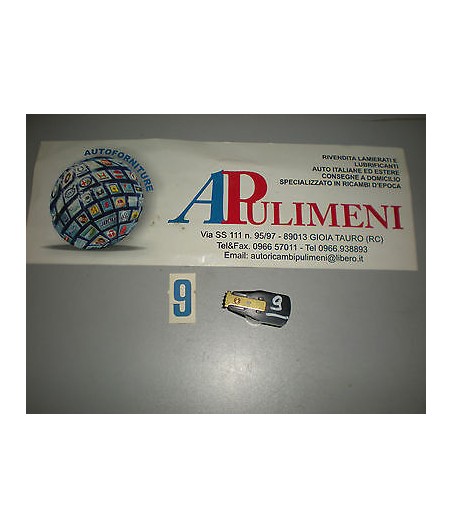 AUTOFORNITURE
APULIMENI
RIVENDITA LAMIERATI E
LUBRIFICANTI
AUTO ITALIANE ED ESTERE
CONSEGNE A DOMICILIO
SPECIALIZZATO IN RICAMBI D'EPOCA
Via SS 111 n. 95/97 - 89013 GIOIA TAURO (RC)
Tel&Fax. 0966 57011 - Tel 0966.938893
Email: autoricambipulimeni@libero.it
9
9